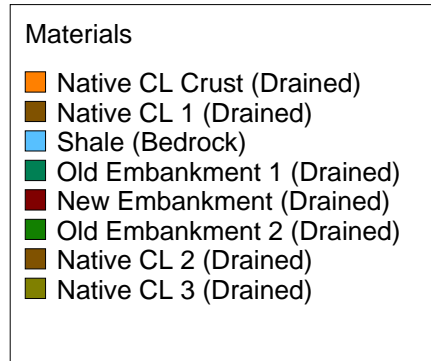 Materials
Native CL Crust (Drained)
Native CL 1 (Drained)
Shale (Bedrock)
Old Embankment 1 (Drained)
New Embankment (Drained)
Old Embankment 2 (Drained)
Native CL 2 (Drained)
Native CL 3 (Drained)